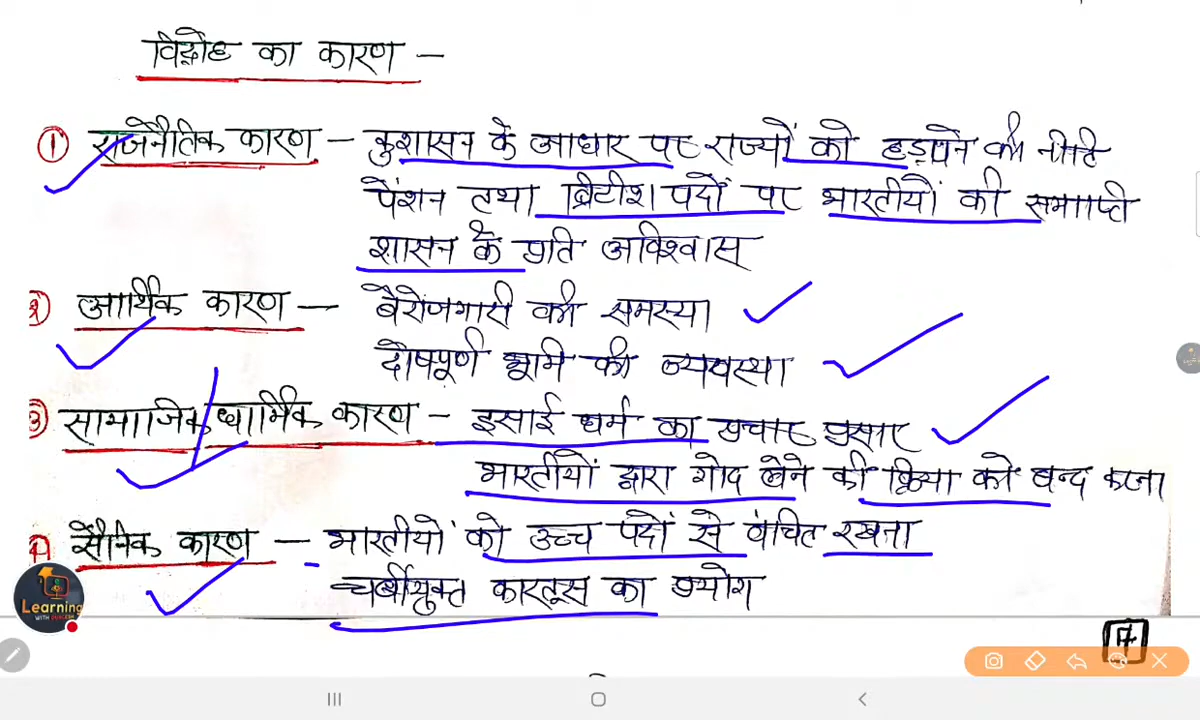 विद्रोह का कारण –
① राजनैतिक कारण – कुशासन के आधार पर राज्यों को हड़पने की नीति
पेंशन तथा ब्रिटीश पदों पर भारतीयों की समाप्ती
शासन के प्रति अविश्वास
② आर्थिक कारण – बेरोजगारी की समस्या
दोषपूर्ण भूमि की व्यवस्था
③ सामाजिक धार्मिक कारण – इसाई धर्म का प्रचार प्रसार
भारतीयों द्वारा गोद लेने की क्रिया को बन्द करना
सैनिक कारण – भारतीयों को उच्च पदों से वंचित रखना
चर्बीयुक्त कारतूस का प्रयोग
Learning